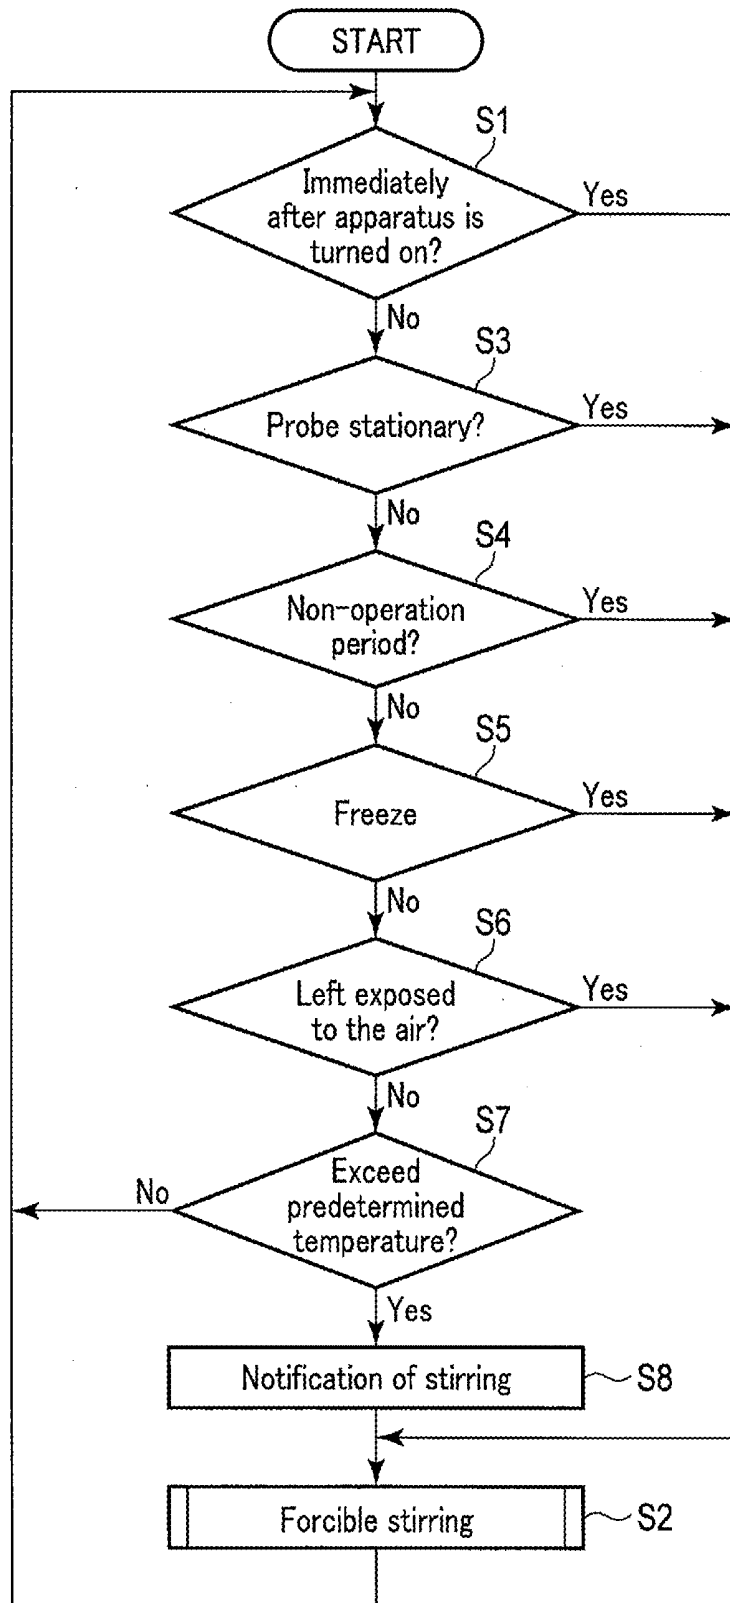 START
S1
Immediately
after apparatus is
turned on?
Yes
No
S3
Probe stationary?
Yes
No
S4
Non-operation
period?
Yes
No
S5
Freeze
Yes
No
S6
Left exposed
to the air?
Yes
No
S7
Exceed
predetermined
temperature?
No
Yes
Notification of stirring
S8
Forcible stirring
S2